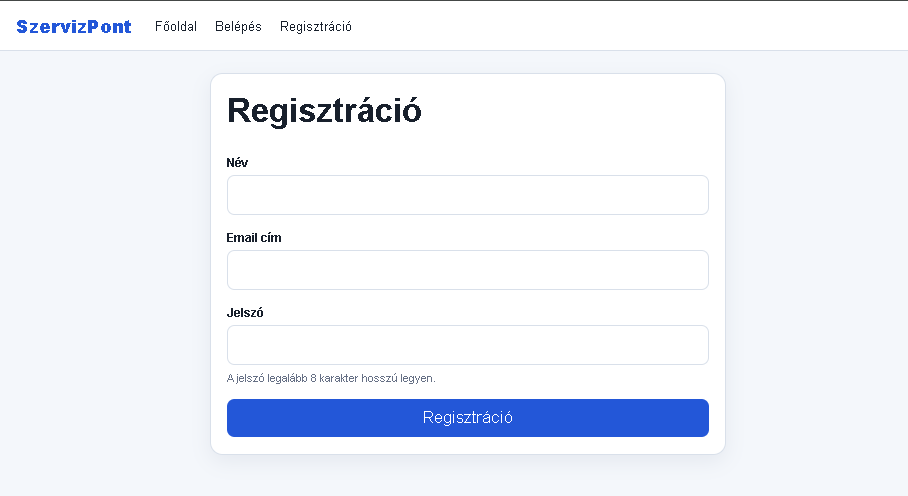 SzervizPont Főoldal Belépés Regisztráció
Regisztráció
Név
Email cím
Jelszó
A jelszó legalább 8 karakter hosszú legyen.
Regisztráció